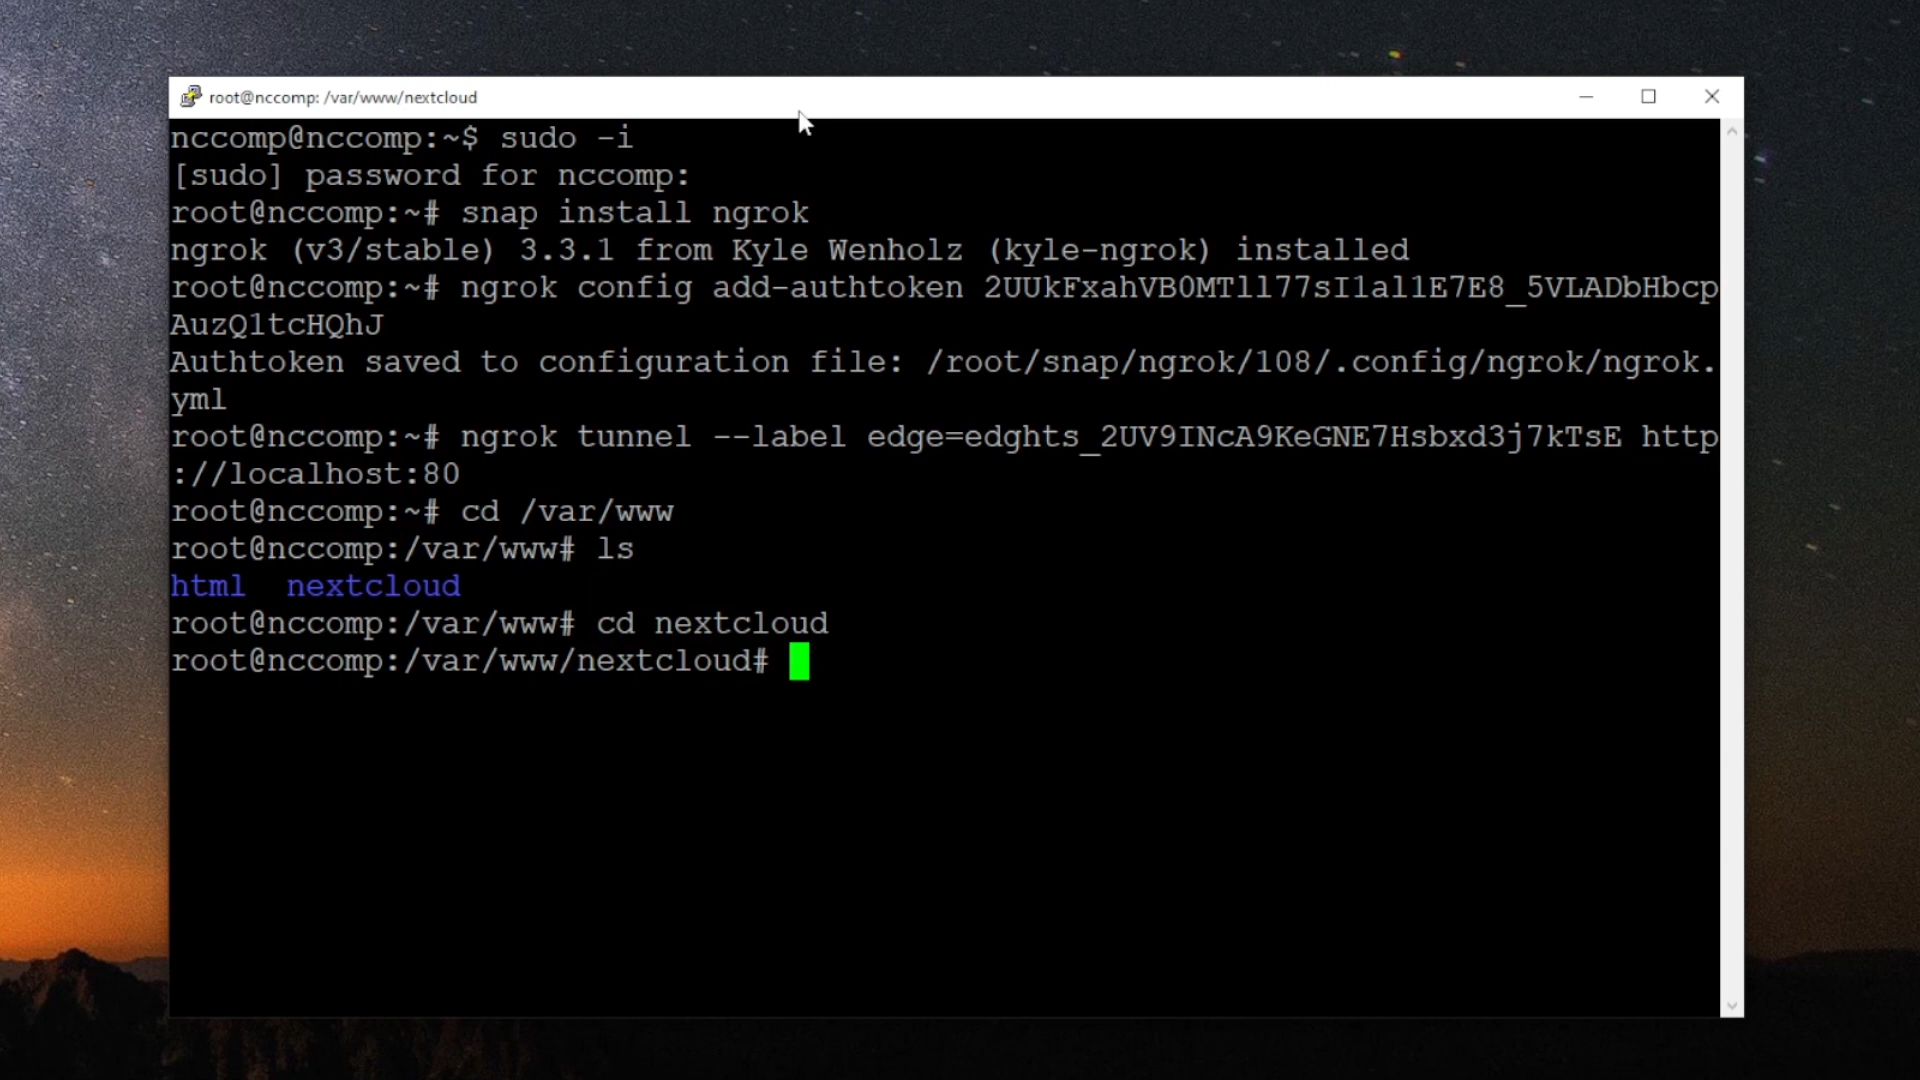 root@nccomp: /var/www/nextcloud
nccomp@nccomp:~$ sudo -i
[sudo] password for nccomp:
root@nccomp:~# snap install ngrok
ngrok (v3/stable) 3.3.1 from Kyle Wenholz (kyle-ngrok) installed
root@nccomp:~# ngrok config add-authtoken 2UUkFxahVB0MTll77sI1al1E7E8_5VLADbHbcp
AuzQ1tcHQhJ
Authtoken saved to configuration file: /root/snap/ngrok/108/.config/ngrok/ngrok.
yml
root@nccomp:~# ngrok tunnel --label edge=edghts_2UV9INcA9KeGNE7Hsbxd3j7kTsE http
://localhost:80
root@nccomp:~# cd /var/www
root@nccomp:/var/www# ls
html  nextcloud
root@nccomp:/var/www# cd nextcloud
root@nccomp:/var/www/nextcloud#